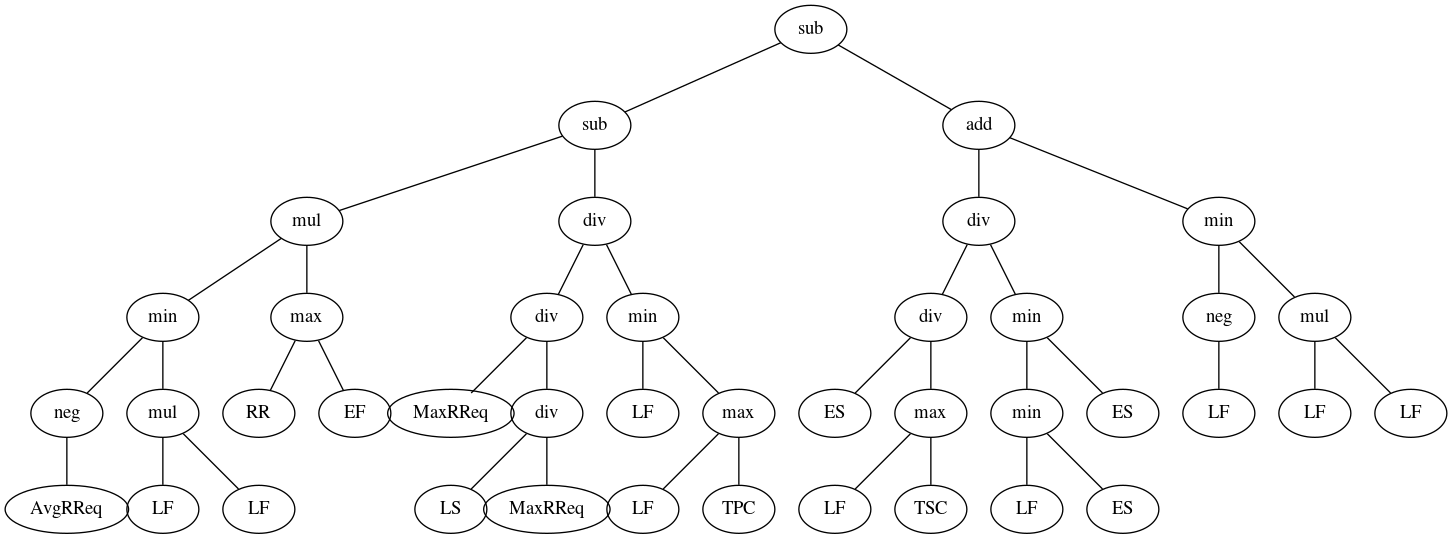 sub
sub add
mul div div min
min max div min div min neg mul
neg mul RR EF MaxRReq div LF max ES max min ES LF LF LF
AvgRReq LF LF LS MaxRReq LF TPC LF TSC LF ES